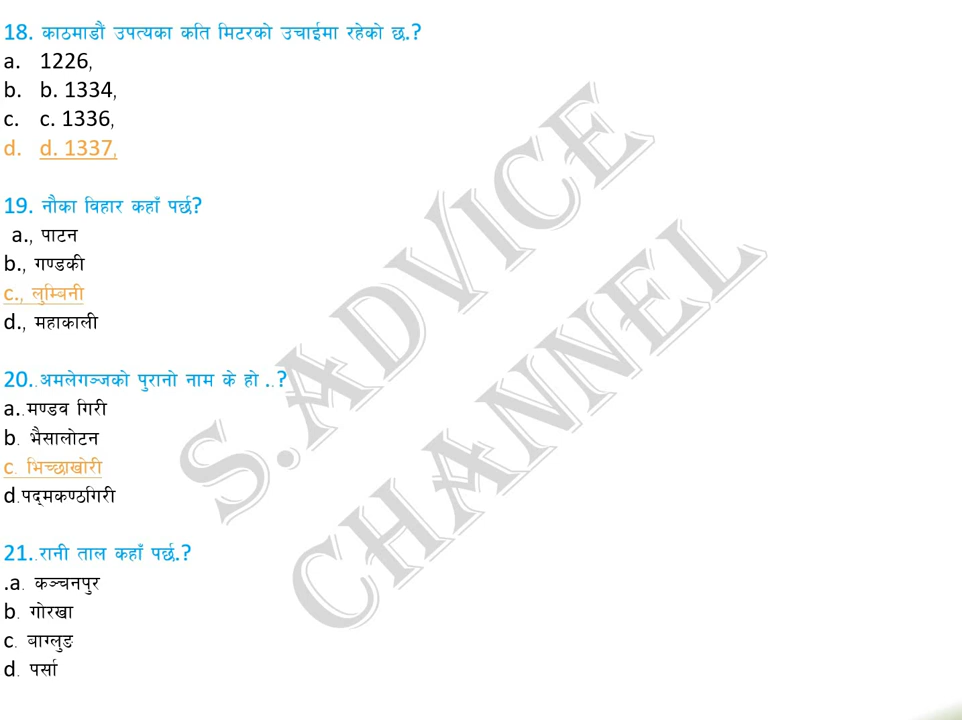 18. काठमाडौं उपत्यका कति मिटरको उचाईमा रहेको छ.?
a. 1226,
b. b. 1334,
c. c. 1336,
d. d. 1337,
19. नौका विहार कहाँ पर्छ?
a., पाटन
b., गण्डकी
c., लुम्विनी
d., महाकाली
20..अमलेगञ्जको पुरानो नाम के हो ..?
a..मण्डव गिरी
b. भैसालोटन
c. भिच्छाखोरी
d.पद्मकण्ठगिरी
21..रानी ताल कहाँ पर्छ.?
.a. कञ्चनपुर
b. गोरखा
c. बाग्लुङ
d. पर्सा
S.ADVICE
CHANNEL